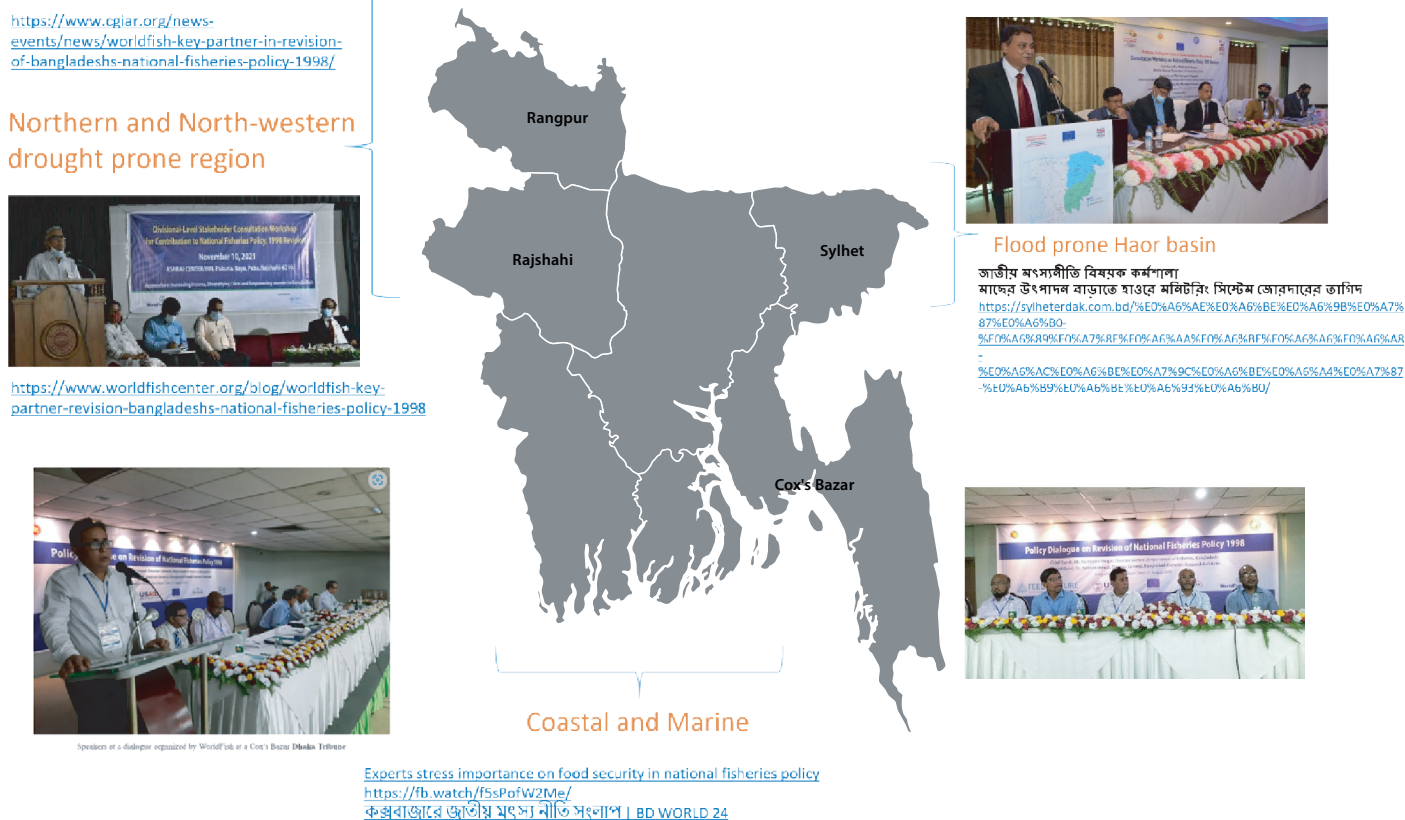 https://www.cgiar.org/news-
events/news/worldfish-key-partner-in-revision-
of-bangladeshs-national-fisheries-policy-1998/
Northern and North-western
drought prone region
Divisional-Level Stakeholder Consultation Workshop
for Contribution to National Fisheries Policy, 1998 Revision
November 10, 2021
https://www.worldfishcenter.org/blog/worldfish-key-
partner-revision-bangladeshs-national-fisheries-policy-1998
Policy Dialogue on Revision of National Fisheries Policy 1998
Speakers at a dialogue organized by WorldFish at a Cox's Bazar Dhaka Tribune
Rangpur
Rajshahi
Sylhet
Cox's Bazar
Coastal and Marine
Experts stress importance on food security in national fisheries policy
https://fb.watch/f5sPofW2Me/
কক্সবাজারে জাতীয় মৎস্য নীতি সংলাপ | BD WORLD 24
Flood prone Haor basin
জাতীয় মৎস্যনীতি বিষয়ক কর্মশালা
মাছের উৎপাদন বাড়াতে হাওরে মনিটরিং সিস্টেম জোরদারের তাগিদ
https://sylheterdak.com.bd/%E0%A6%AE%E0%A6%BE%E0%A6%9B%E0%A7%
87%E0%A6%B0-
%E0%A6%89%E0%A7%8E%E0%A6%AA%E0%A6%BE%E0%A6%A6%E0%A6%A8
-
%E0%A6%AC%E0%A6%BE%E0%A7%9C%E0%A6%BE%E0%A6%A4%E0%A7%87
-%E0%A6%B9%E0%A6%BE%E0%A6%93%E0%A6%B0/
Policy Dialogue on Revision of National Fisheries Policy 1998